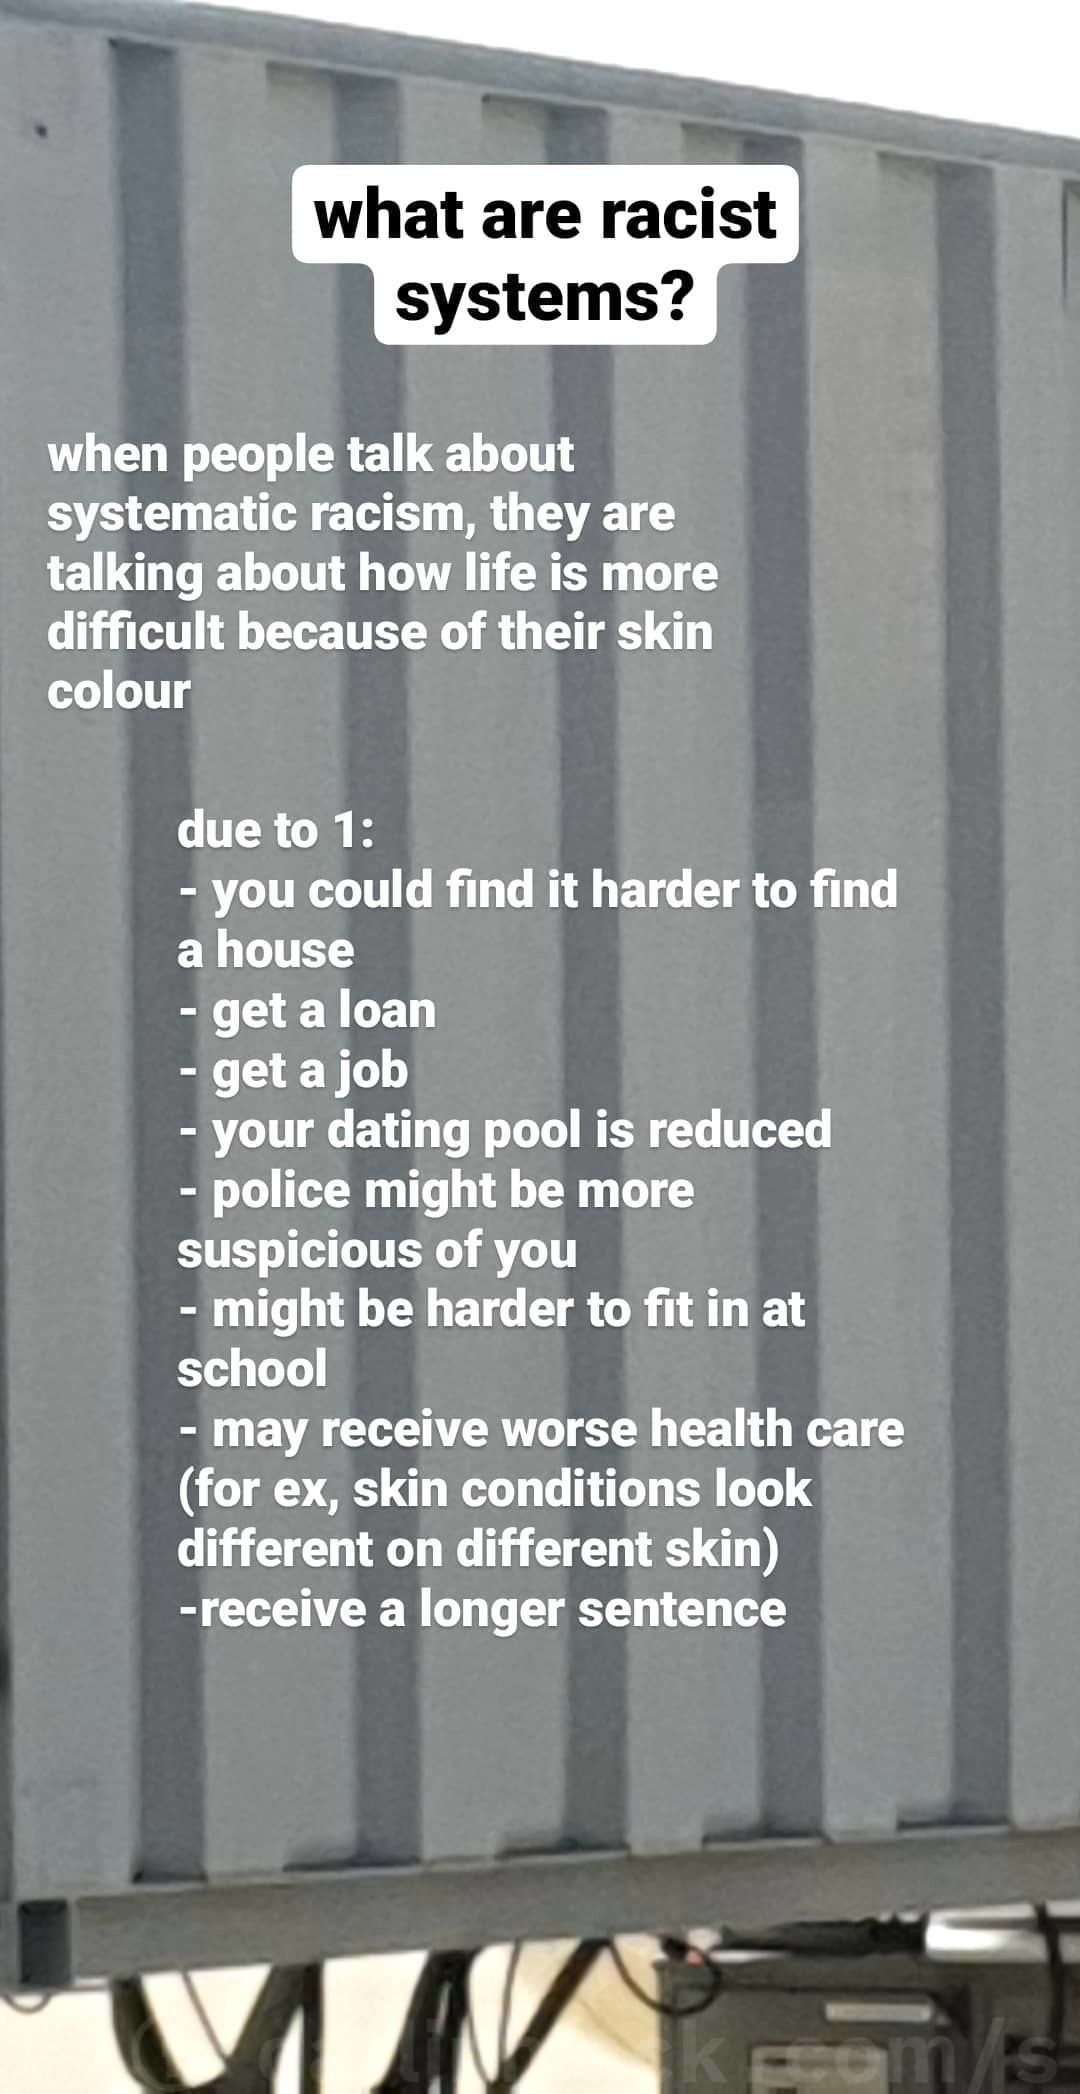 what are racist
systems?
when people talk about
systematic racism, they are
talking about how life is more
difficult because of their skin
colour
due to 1:
- you could find it harder to find
a house
- get a loan
- get a job
- your dating pool is reduced
- police might be more
suspicious of you
- might be harder to fit in at
school
- may receive worse health care
(for ex, skin conditions look
different on different skin)
-receive a longer sentence